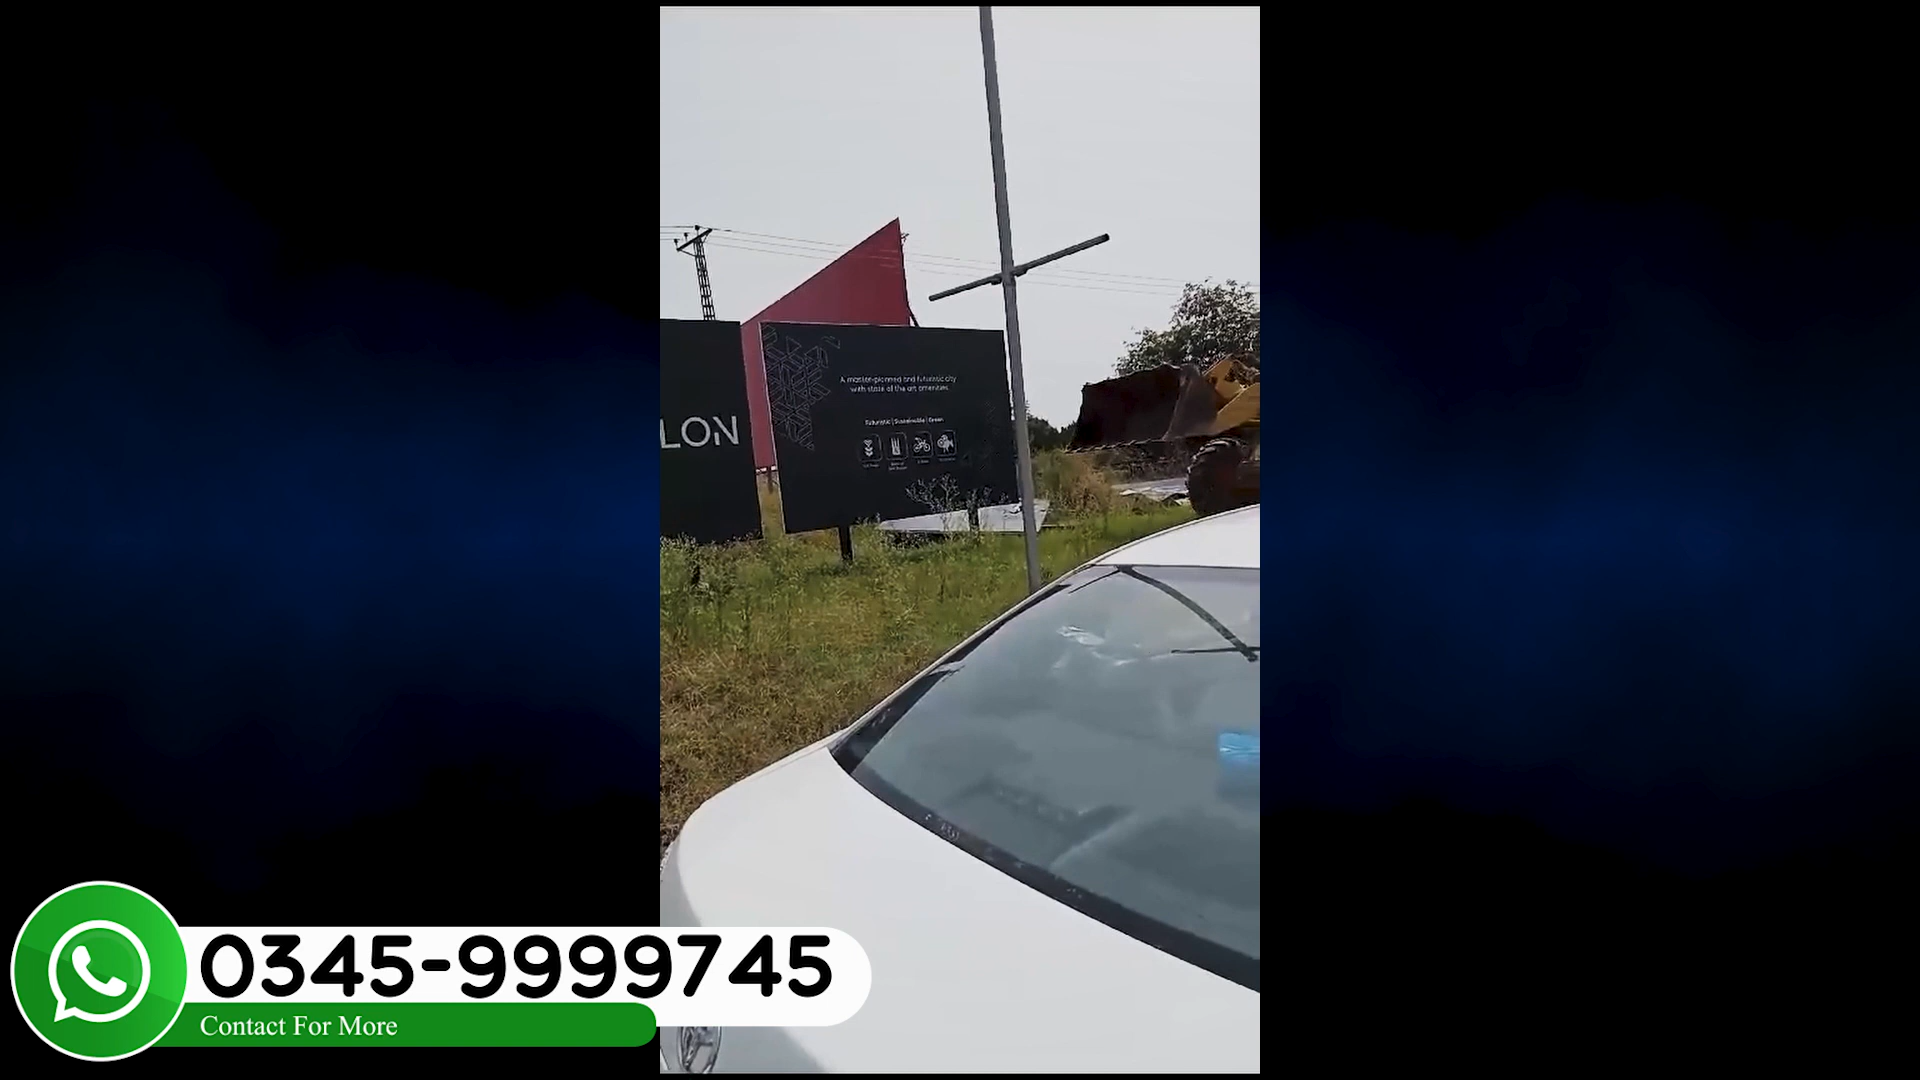 LON
A master-planned and futuristic city
with state of the art amenities.
Futuristic | Sustainable | Green
0345-9999745
Contact For More